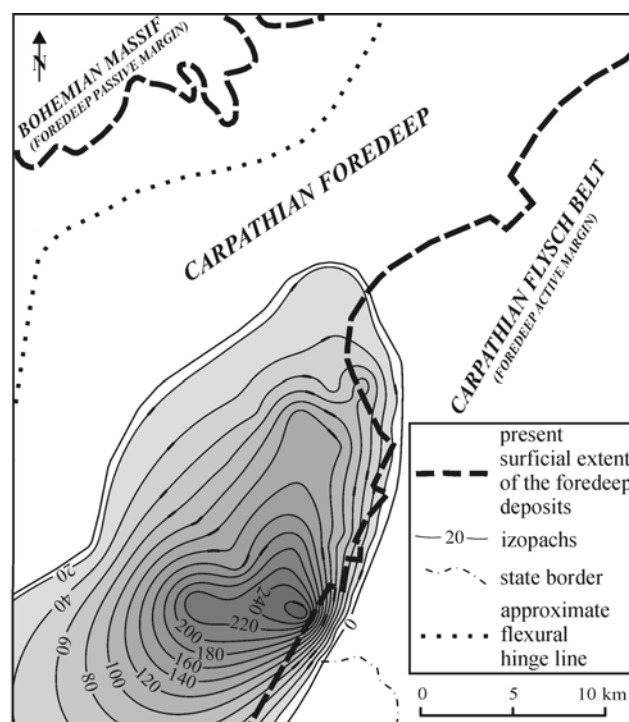 N
BOHEMIAN MASSIF
(FOREDEEP PASSIVE MARGIN)
CARPATHIAN FOREDEEP
CARPATHIAN FLYSCH BELT
(FOREDEEP ACTIVE MARGIN)
20
40
60
80
100
120
140
160
180
200
220
240
0
present
surficial extent
of the foredeep
deposits
20 izopachs
state border
approximate
flexural
hinge line
0 5 10 km